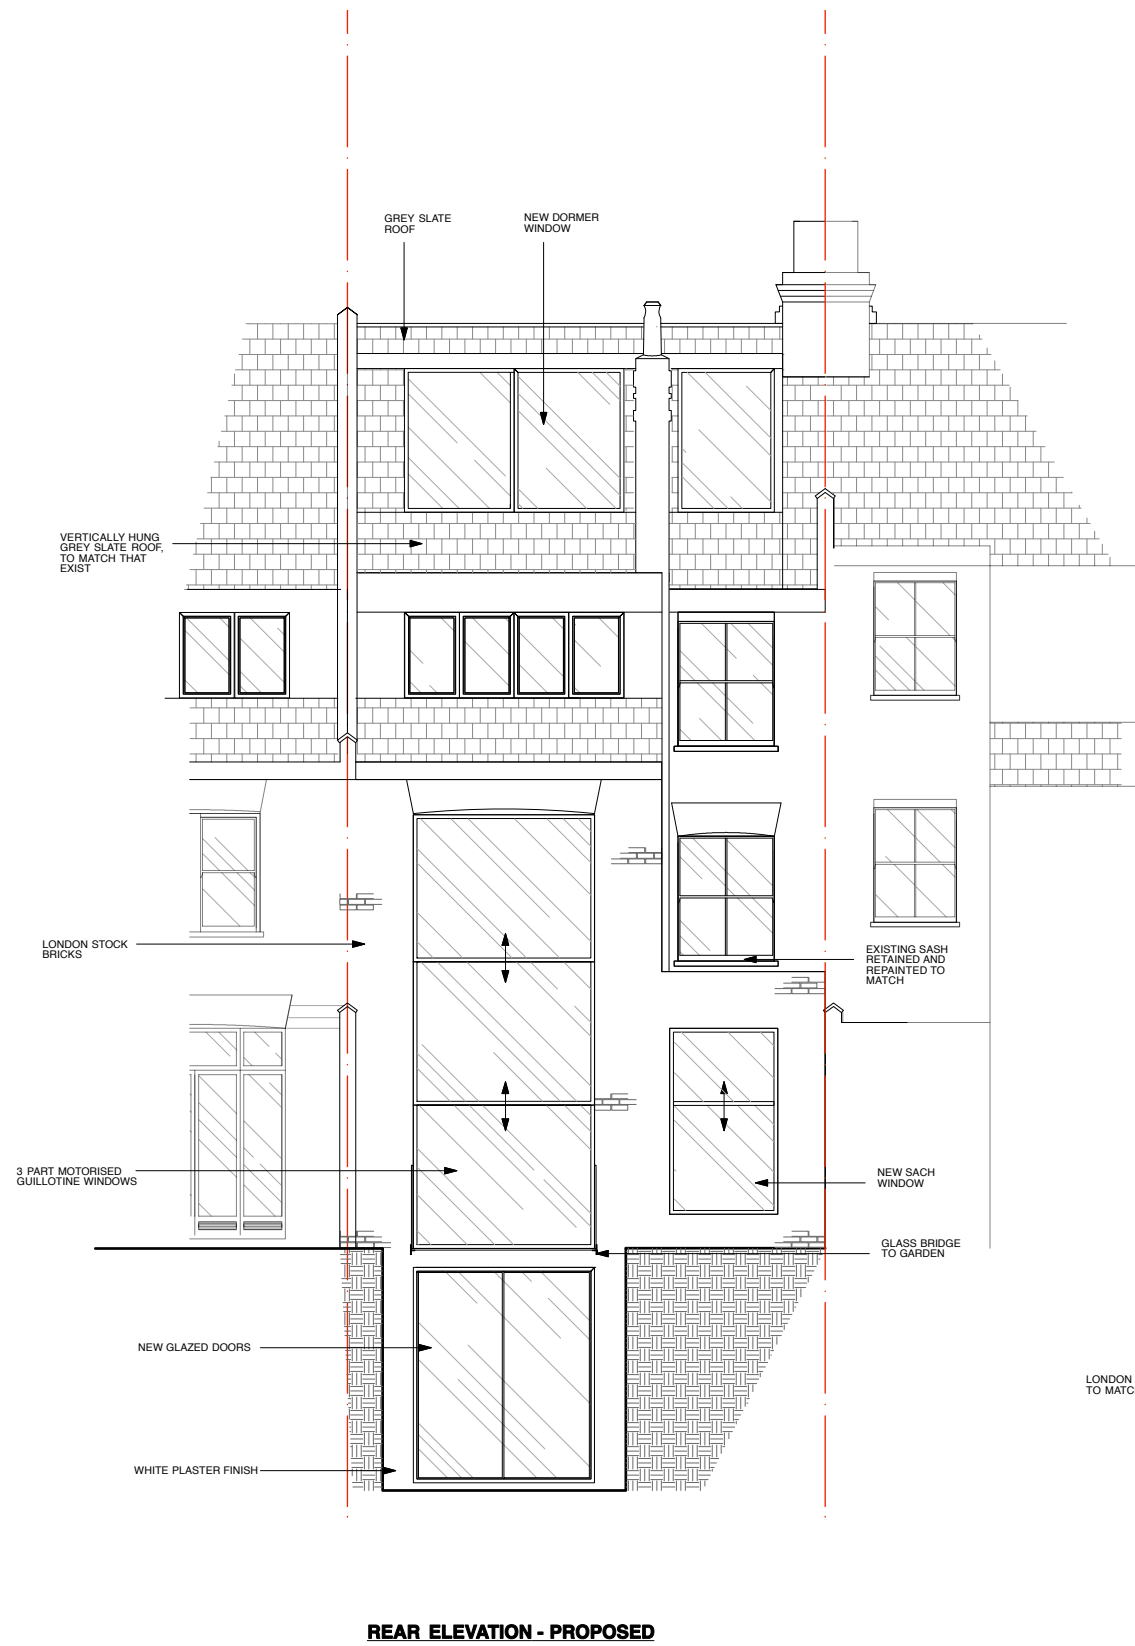 GREY SLATE
ROOF
NEW DORMER
WINDOW
VERTICALLY HUNG
GREY SLATE ROOF,
TO MATCH THAT
EXIST
LONDON STOCK
BRICKS
EXISTING SASH
RETAINED AND
REPAINTED TO
MATCH
3 PART MOTORISED
GUILLOTINE WINDOWS
NEW SACH
WINDOW
GLASS BRIDGE
TO GARDEN
NEW GLAZED DOORS
LONDON
TO MATC
WHITE PLASTER FINISH
REAR ELEVATION - PROPOSED